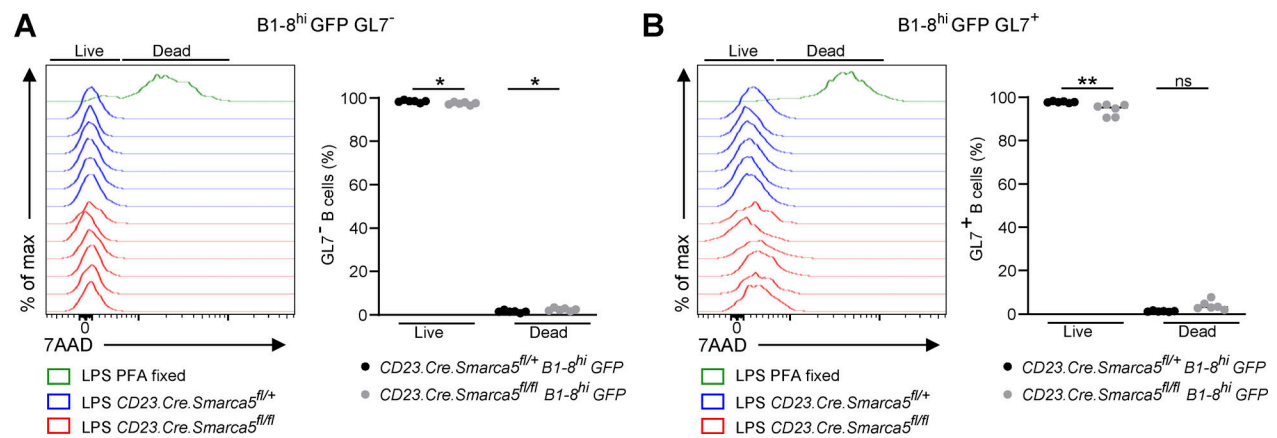 A
B1-8hi GFP GL7-
Live Dead
% of max
0
7AAD
LPS PFA fixed
LPS CD23.Cre.Smarca5fl/+
LPS CD23.Cre.Smarca5fl/fl
* *
100
80
60
40
20
0
GL7- B cells (%)
Live Dead
CD23.Cre.Smarca5fl/+ B1-8hi GFP
CD23.Cre.Smarca5fl/fl B1-8hi GFP
B
B1-8hi GFP GL7+
Live Dead
% of max
0
7AAD
LPS PFA fixed
LPS CD23.Cre.Smarca5fl/+
LPS CD23.Cre.Smarca5fl/fl
** ns
100
80
60
40
20
0
GL7+ B cells (%)
Live Dead
CD23.Cre.Smarca5fl/+ B1-8hi GFP
CD23.Cre.Smarca5fl/fl B1-8hi GFP